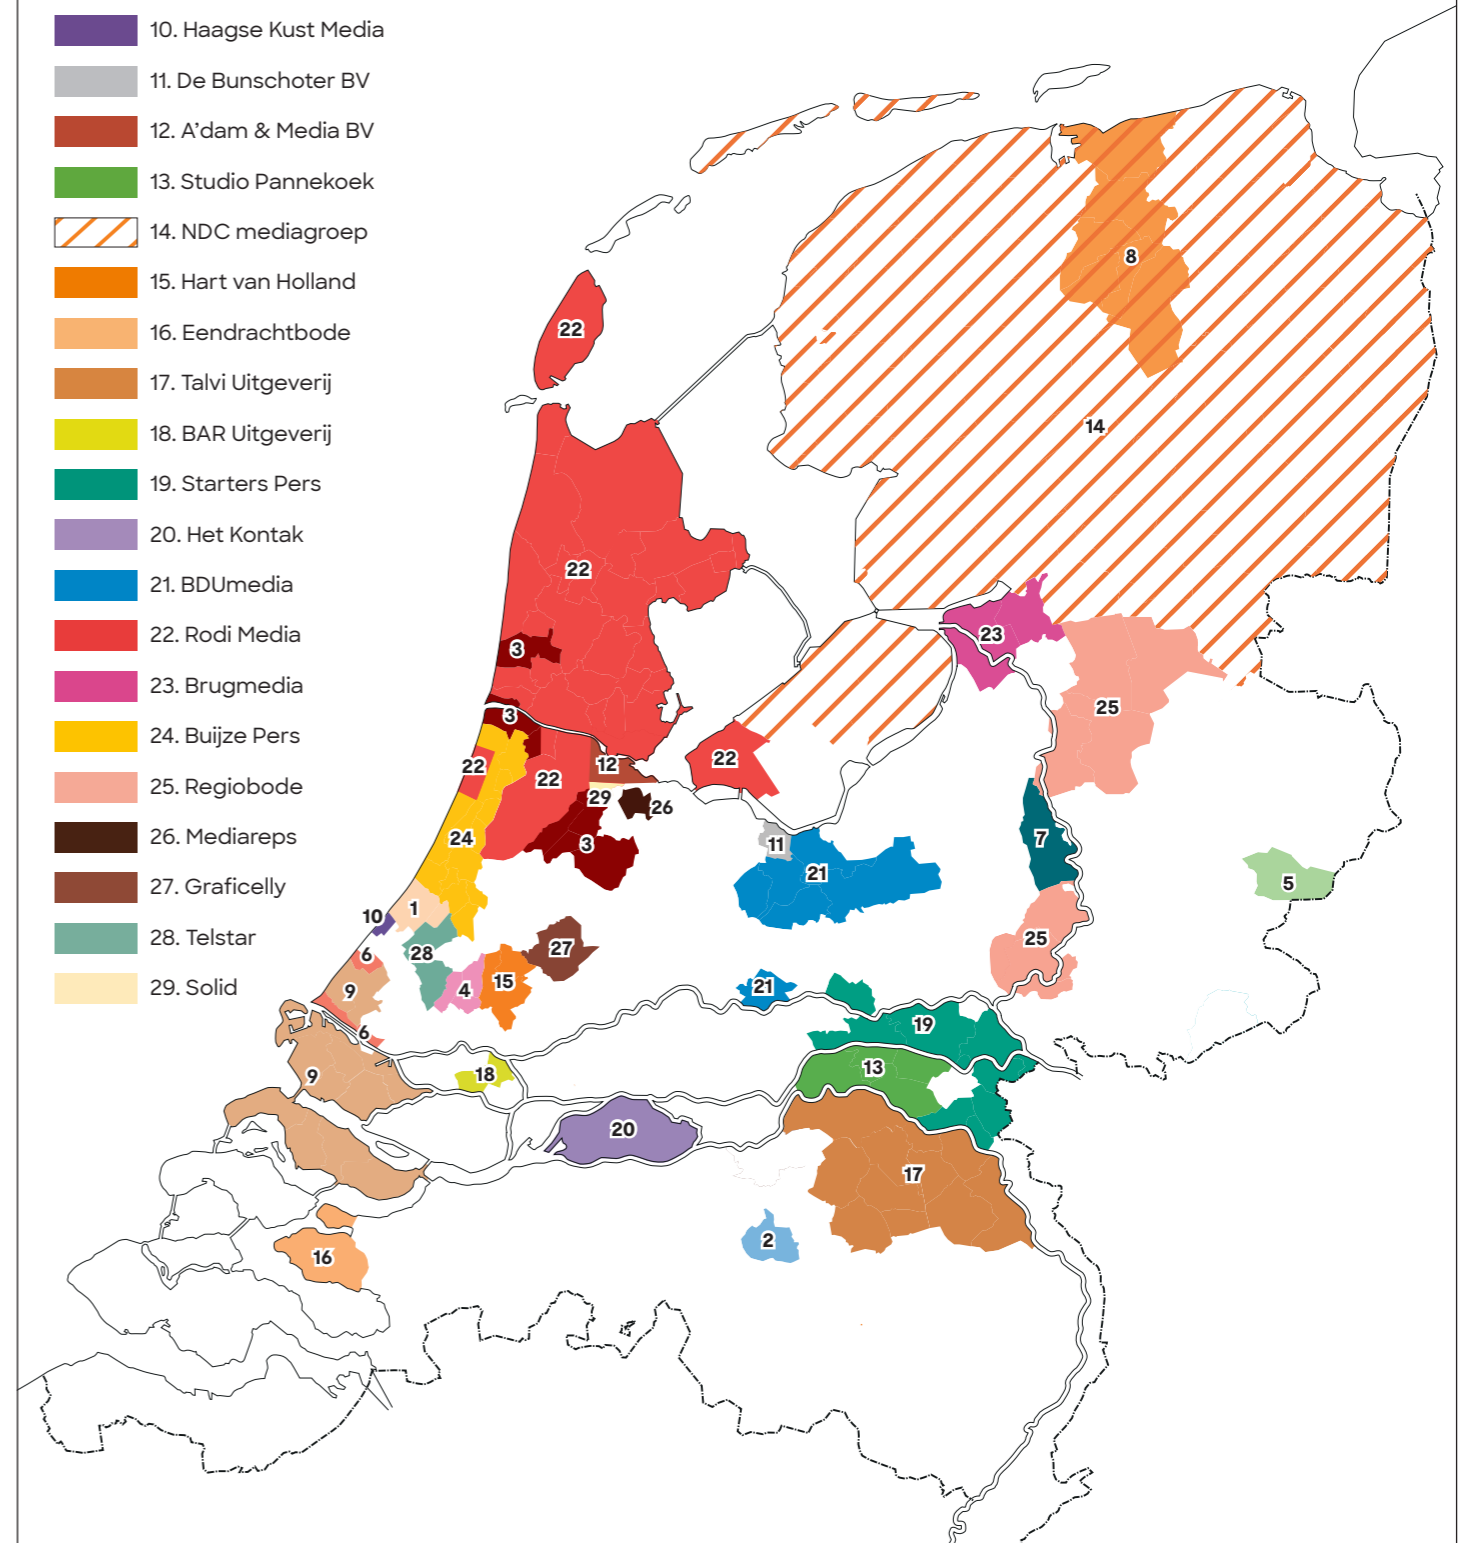 10. Haagse Kust Media
11. De Bunschoter BV
12. A’dam & Media BV
13. Studio Pannekoek
14. NDC mediagroep
15. Hart van Holland
16. Eendrachtbode
17. Talvi Uitgeverij
18. BAR Uitgeverij
19. Starters Pers
20. Het Kontak
21. BDUmedia
22. Rodi Media
23. Brugmedia
24. Buijze Pers
25. Regiobode
26. Mediareps
27. Graficelly
28. Telstar
29. Solid
8
22
14
22
23
3
25
3
22
12
22
22
29
26
24
3
11
7
21
5
1
10
25
28
27
6
15
4
9
21
19
6
13
18
9
20
17
2
16